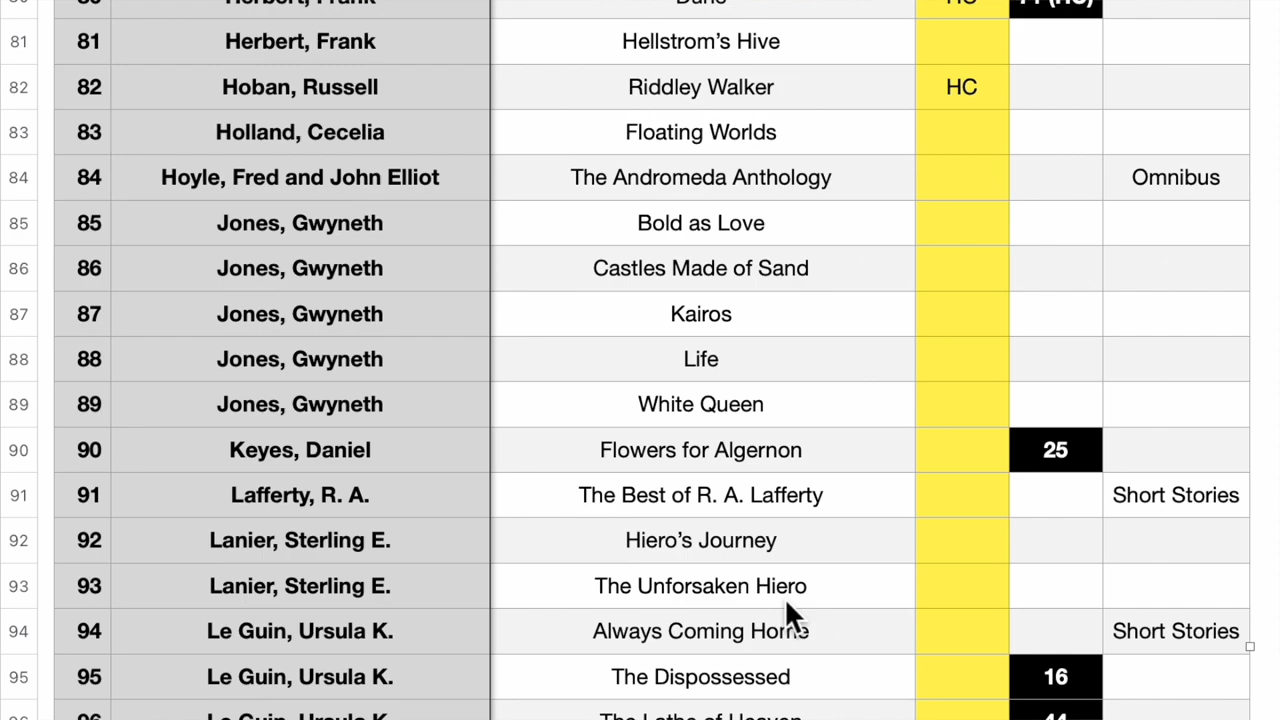 80 Herbert, Frank Dune HC 44 (HC)
81 81 Herbert, Frank Hellstrom’s Hive
82 82 Hoban, Russell Riddley Walker HC
83 83 Holland, Cecelia Floating Worlds
84 84 Hoyle, Fred and John Elliot The Andromeda Anthology Omnibus
85 85 Jones, Gwyneth Bold as Love
86 86 Jones, Gwyneth Castles Made of Sand
87 87 Jones, Gwyneth Kairos
88 88 Jones, Gwyneth Life
89 89 Jones, Gwyneth White Queen
90 90 Keyes, Daniel Flowers for Algernon 25
91 91 Lafferty, R. A. The Best of R. A. Lafferty Short Stories
92 92 Lanier, Sterling E. Hiero’s Journey
93 93 Lanier, Sterling E. The Unforsaken Hiero
94 94 Le Guin, Ursula K. Always Coming Home Short Stories
95 95 Le Guin, Ursula K. The Dispossessed 16
96 Le Guin, Ursula K. The Lathe of Heaven 44